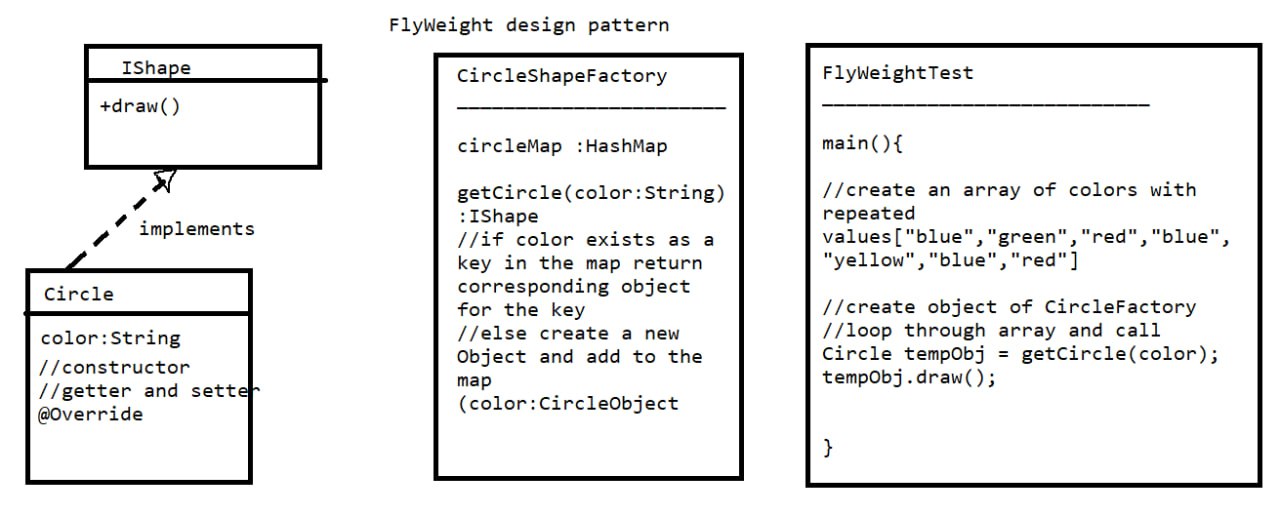 FlyWeight design pattern
IShape
+draw()
implements
Circle
color:String
//constructor
//getter and setter
@Override
CircleShapeFactory
circleMap :HashMap
getCircle(color:String)
:IShape
//if color exists as a
key in the map return
corresponding object
for the key
//else create a new
Object and add to the
map
(color:CircleObject
FlyWeightTest
main(){
//create an array of colors with
repeated
values["blue","green","red","blue",
"yellow","blue","red"]
//create object of CircleFactory
//loop through array and call
Circle tempObj = getCircle(color);
tempObj.draw();
}